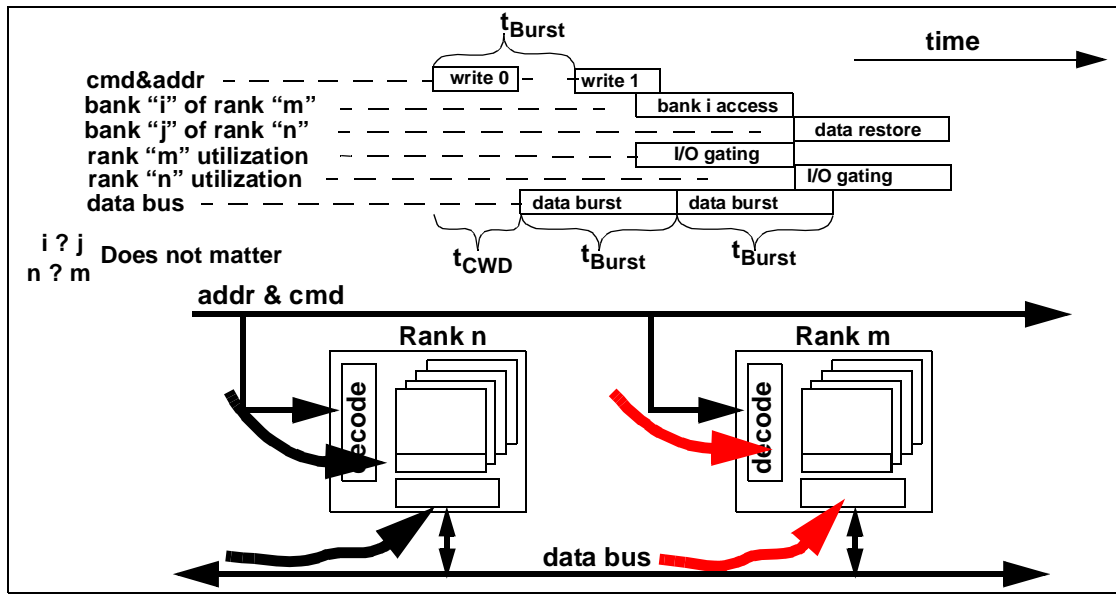 tBurst
time
cmd&addr write 0 write 1
bank “i” of rank “m” bank i access
bank “j” of rank “n” data restore
rank “m” utilization I/O gating
rank “n” utilization I/O gating
data bus data burst data burst
tCWD tBurst tBurst
i ? j
n ? m Does not matter
addr & cmd
Rank n Rank m
decode decode
data bus